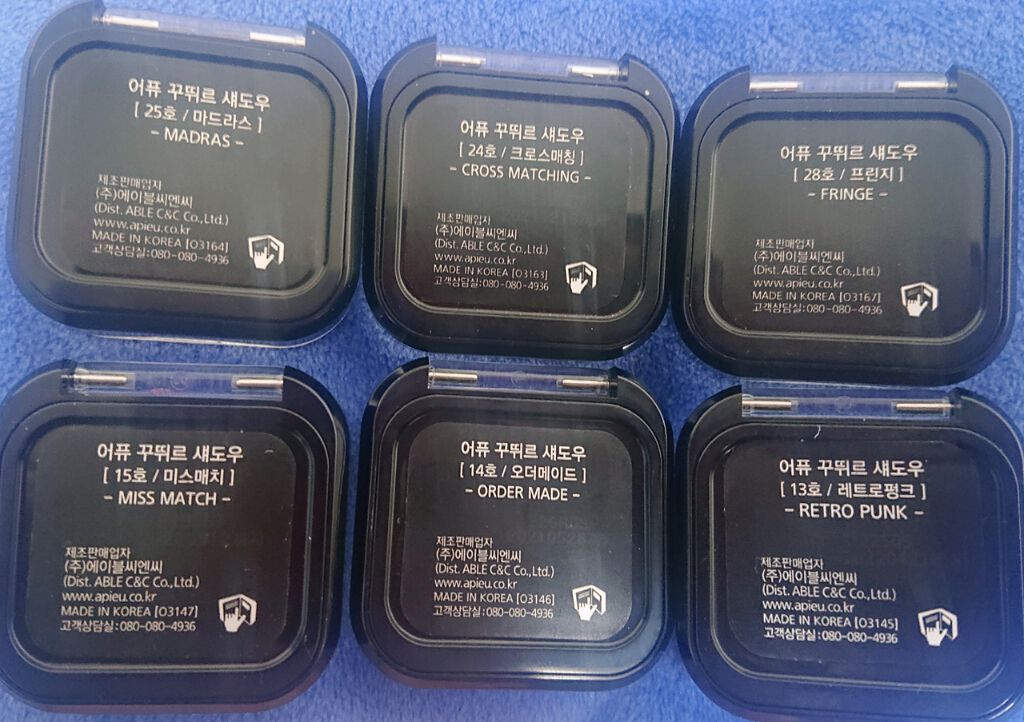 어퓨 꾸뛰르 섀도우
[ 25호 / 마드라스 ]
– MADRAS –
제조판매업자
(주)에이블씨엔씨
(Dist. ABLE C&C Co.,Ltd.)
www.apieu.co.kr
MADE IN KOREA [O3164]
고객상담실:080-080-4936
어퓨 꾸뛰르 섀도우
[ 24호 / 크로스매칭 ]
– CROSS MATCHING –
제조판매업자
(주)에이블씨엔씨
(Dist. ABLE C&C Co.,Ltd.)
www.apieu.co.kr
MADE IN KOREA [O3163]
고객상담실:080-080-4936
어퓨 꾸뛰르 섀도우
[ 28호 / 프린지 ]
– FRINGE –
제조판매업자
(주)에이블씨엔씨
(Dist. ABLE C&C Co.,Ltd.)
www.apieu.co.kr
MADE IN KOREA [O3167]
고객상담실:080-080-4936
어퓨 꾸뛰르 섀도우
[ 15호 / 미스매치 ]
– MISS MATCH –
제조판매업자
(주)에이블씨엔씨
(Dist. ABLE C&C Co.,Ltd.)
www.apieu.co.kr
MADE IN KOREA [O3147]
고객상담실:080-080-4936
어퓨 꾸뛰르 섀도우
[ 14호 / 오더메이드 ]
– ORDER MADE –
제조판매업자
(주)에이블씨엔씨
(Dist. ABLE C&C Co.,Ltd.)
www.apieu.co.kr
MADE IN KOREA [O3146]
고객상담실:080-080-4936
어퓨 꾸뛰르 섀도우
[ 13호 / 레트로펑크 ]
– RETRO PUNK –
제조판매업자
(주)에이블씨엔씨
(Dist. ABLE C&C Co.,Ltd.)
www.apieu.co.kr
MADE IN KOREA [O3145]
고객상담실:080-080-4936